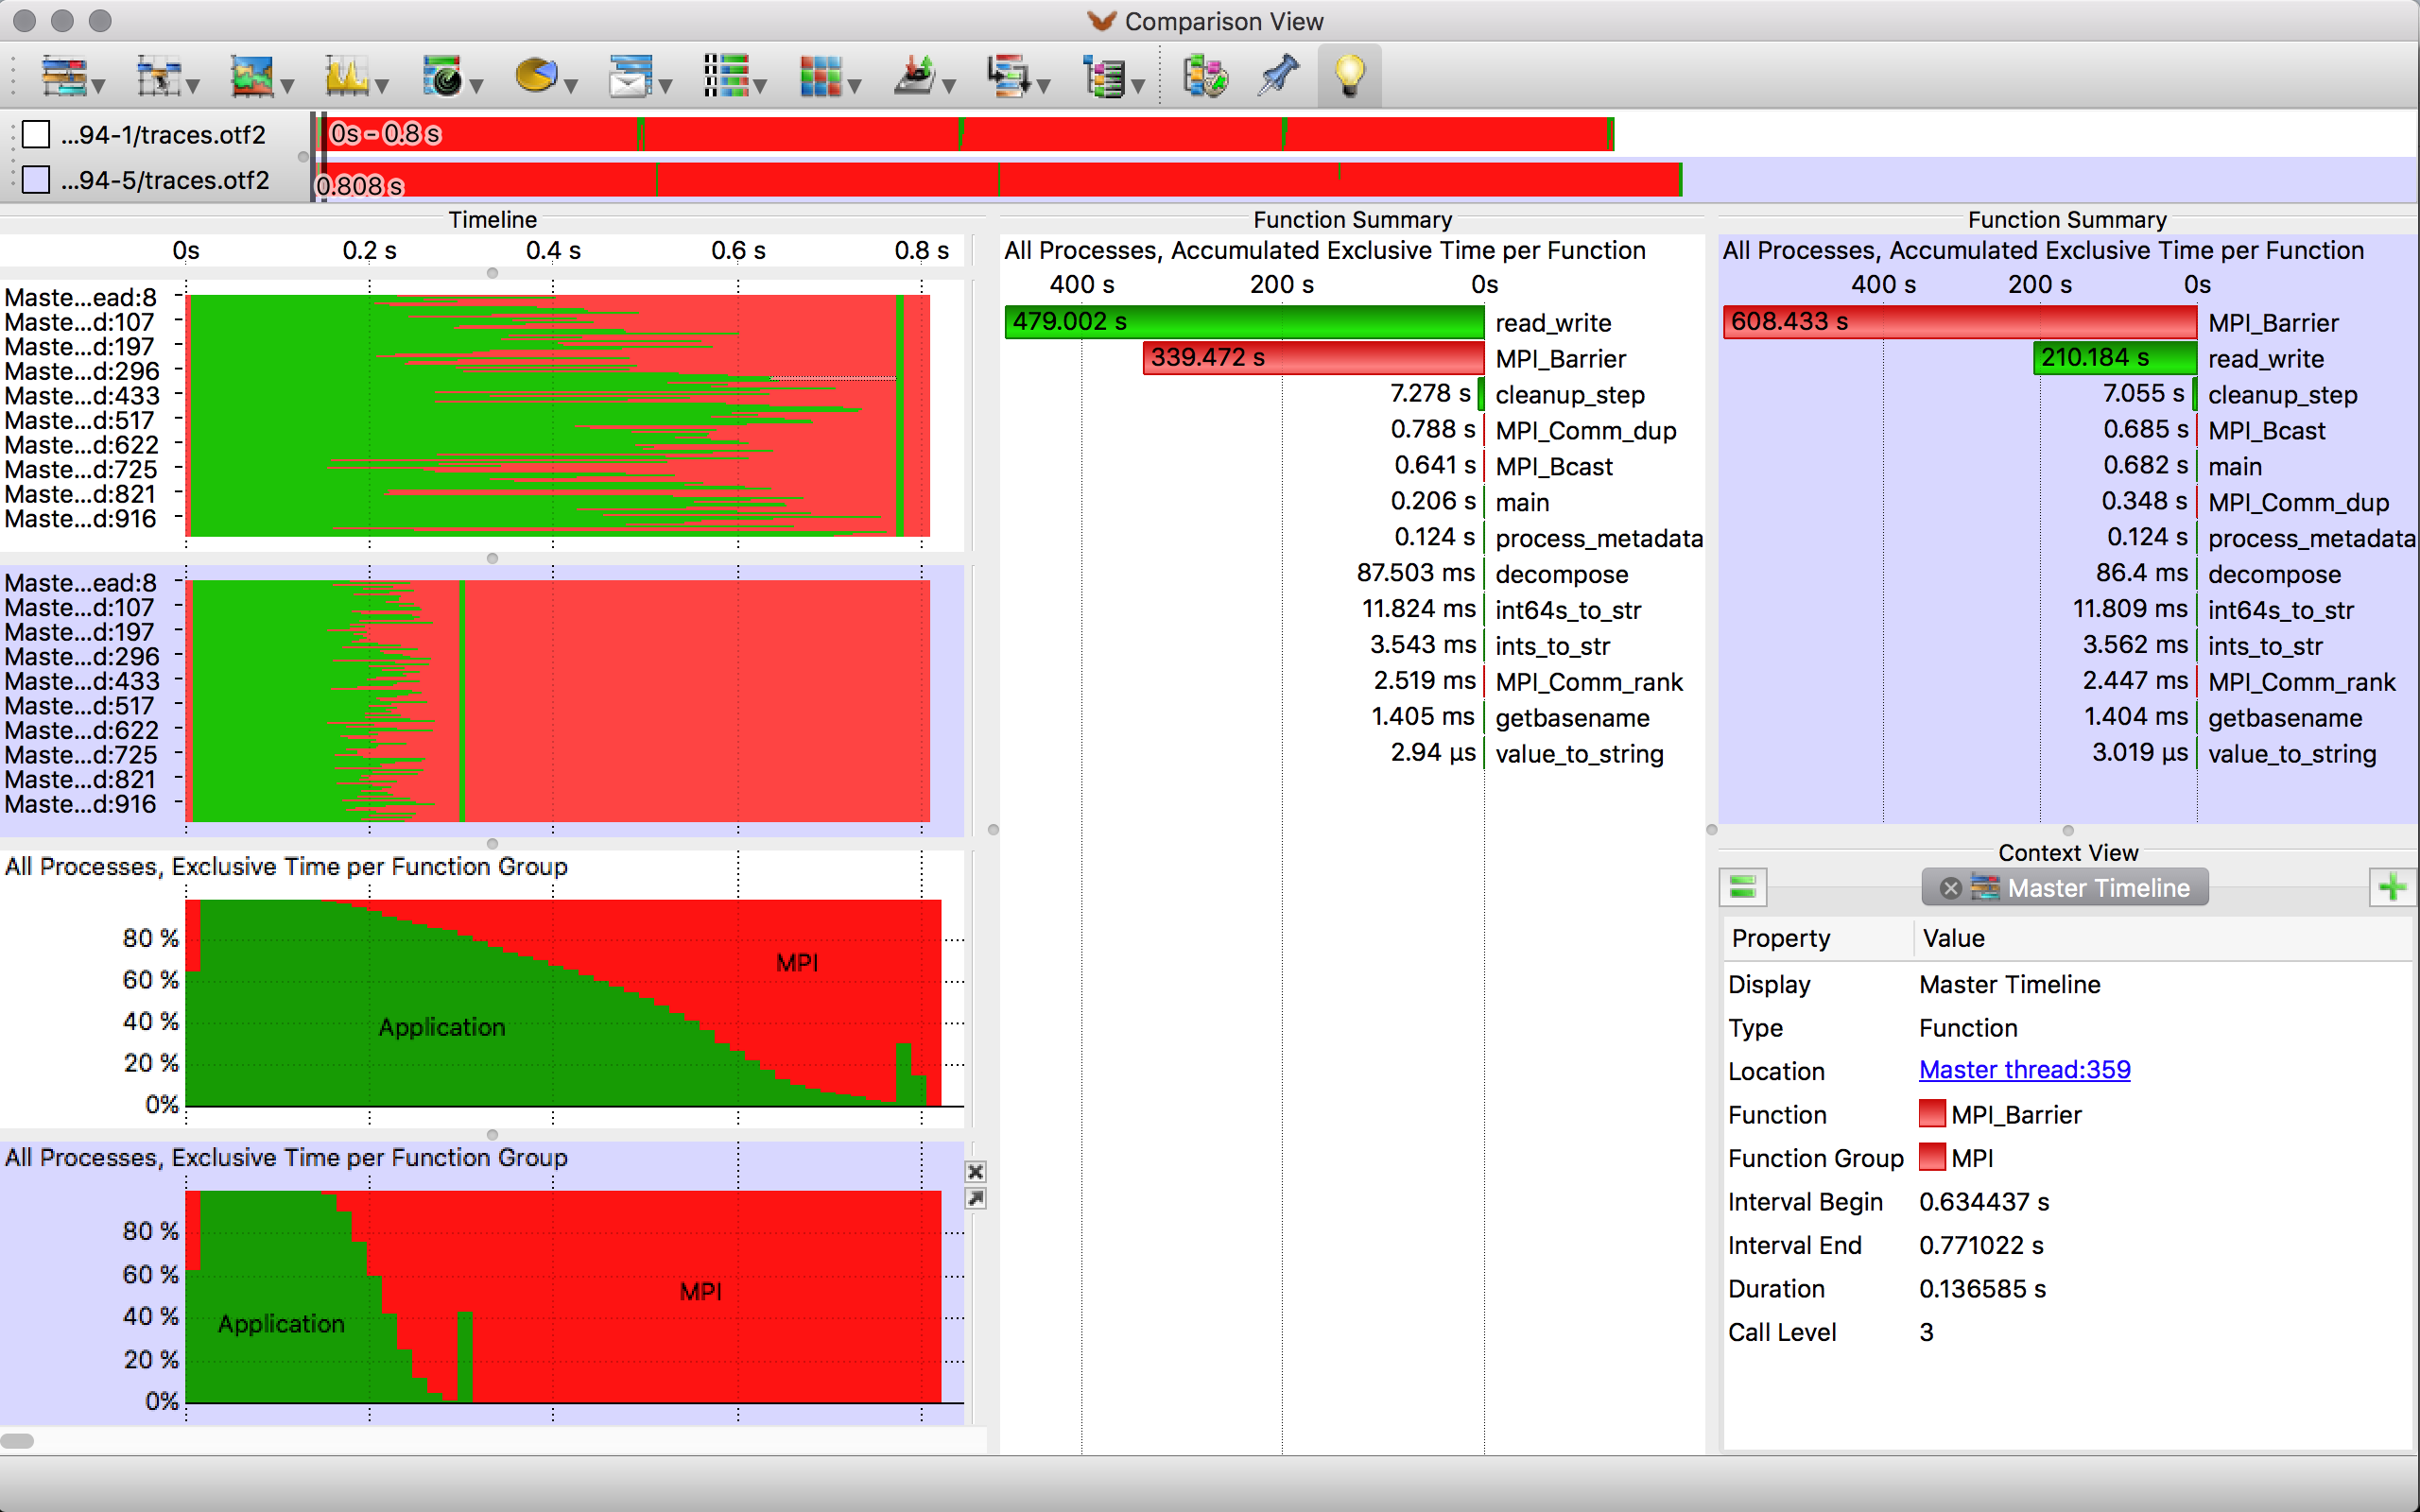 Comparison View
...94-1/traces.otf2
0s - 0.8 s
...94-5/traces.otf2
0.808 s
Timeline
0s 0.2 s 0.4 s 0.6 s 0.8 s
Maste...ead:8
Maste...d:107
Maste...d:197
Maste...d:296
Maste...d:433
Maste...d:517
Maste...d:622
Maste...d:725
Maste...d:821
Maste...d:916
Maste...ead:8
Maste...d:107
Maste...d:197
Maste...d:296
Maste...d:433
Maste...d:517
Maste...d:622
Maste...d:725
Maste...d:821
Maste...d:916
All Processes, Exclusive Time per Function Group
80 %
60 %
40 %
20 %
0%
MPI
Application
All Processes, Exclusive Time per Function Group
80 %
60 %
40 %
20 %
0%
MPI
Application
Function Summary
All Processes, Accumulated Exclusive Time per Function
400 s 200 s 0s
479.002 s read_write
339.472 s MPI_Barrier
7.278 s cleanup_step
0.788 s MPI_Comm_dup
0.641 s MPI_Bcast
0.206 s main
0.124 s process_metadata
87.503 ms decompose
11.824 ms int64s_to_str
3.543 ms ints_to_str
2.519 ms MPI_Comm_rank
1.405 ms getbasename
2.94 µs value_to_string
Function Summary
All Processes, Accumulated Exclusive Time per Function
400 s 200 s 0s
608.433 s MPI_Barrier
210.184 s read_write
7.055 s cleanup_step
0.685 s MPI_Bcast
0.682 s main
0.348 s MPI_Comm_dup
0.124 s process_metadata
86.4 ms decompose
11.809 ms int64s_to_str
3.562 ms ints_to_str
2.447 ms MPI_Comm_rank
1.404 ms getbasename
3.019 µs value_to_string
Context View
Master Timeline
Property Value
Display Master Timeline
Type Function
Location Master thread:359
Function MPI_Barrier
Function Group MPI
Interval Begin 0.634437 s
Interval End 0.771022 s
Duration 0.136585 s
Call Level 3